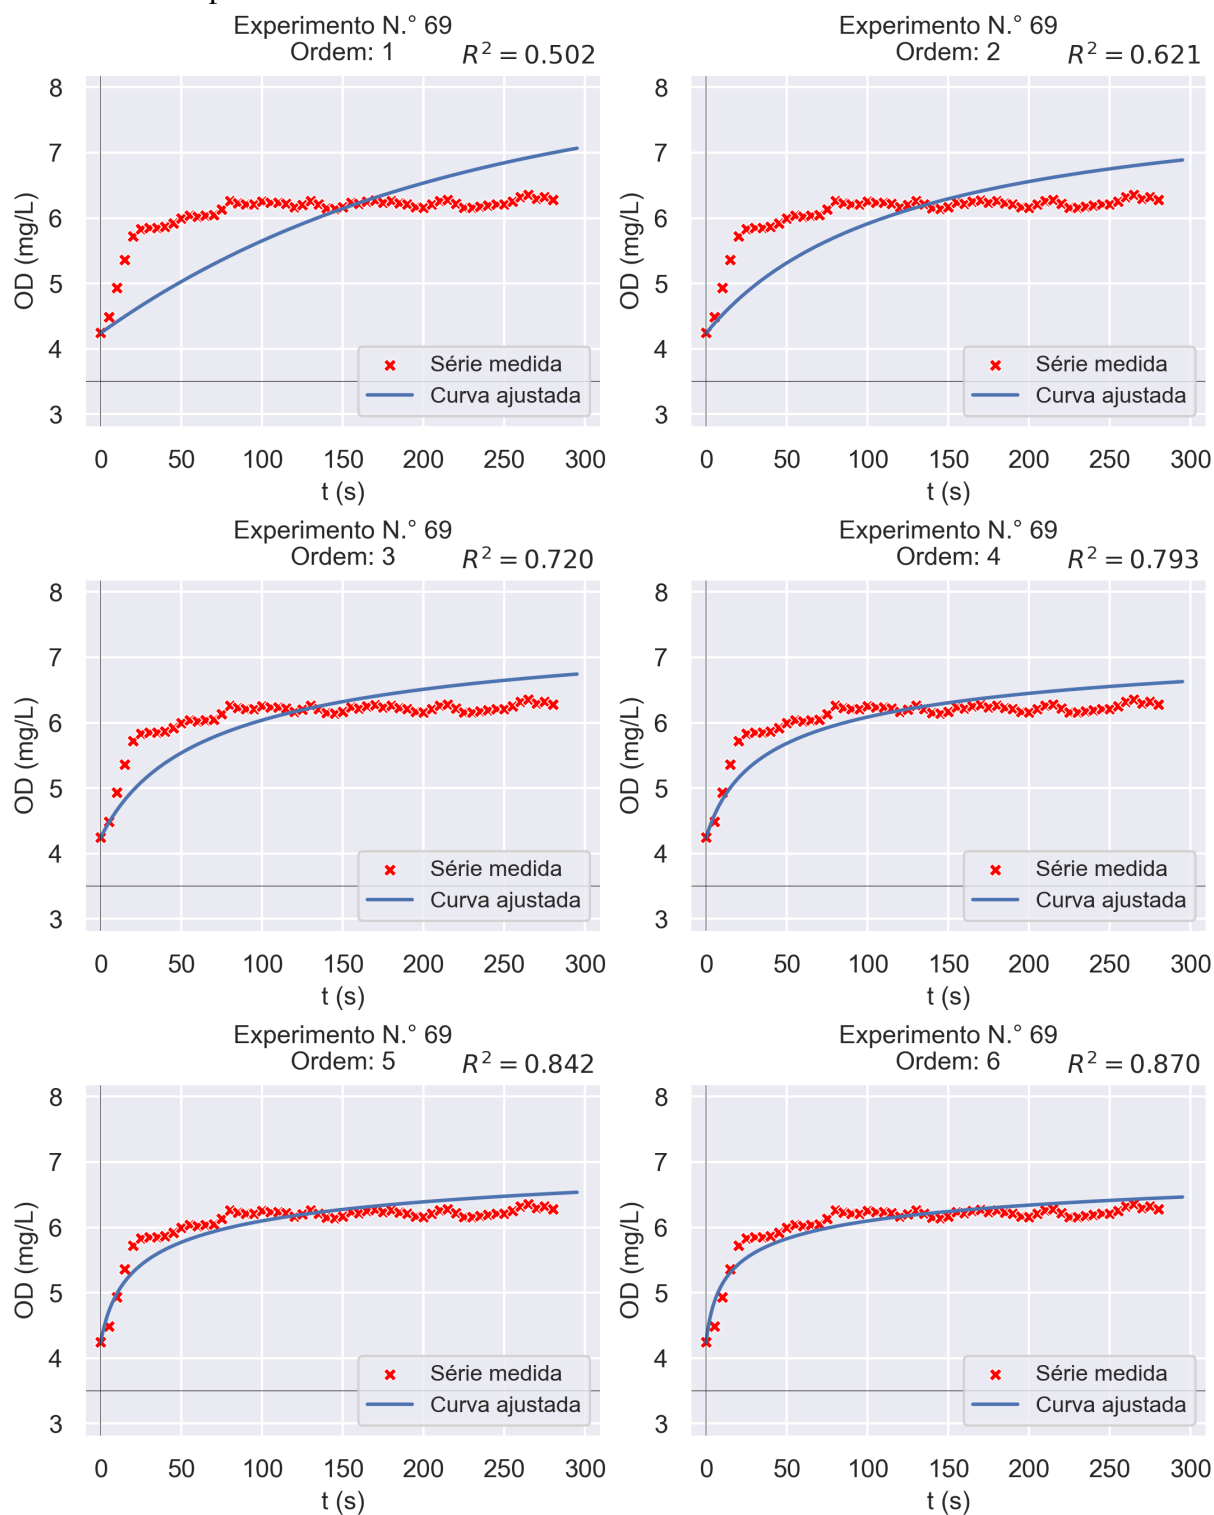 Experimento N.° 69
Ordem: 1
R² = 0.502
8
7
6
5
4
3
OD (mg/L)
Série medida
Curva ajustada
0 50 100 150 200 250 300
t (s)
Experimento N.° 69
Ordem: 2
R² = 0.621
8
7
6
5
4
3
OD (mg/L)
Série medida
Curva ajustada
0 50 100 150 200 250 300
t (s)
Experimento N.° 69
Ordem: 3
R² = 0.720
8
7
6
5
4
3
OD (mg/L)
Série medida
Curva ajustada
0 50 100 150 200 250 300
t (s)
Experimento N.° 69
Ordem: 4
R² = 0.793
8
7
6
5
4
3
OD (mg/L)
Série medida
Curva ajustada
0 50 100 150 200 250 300
t (s)
Experimento N.° 69
Ordem: 5
R² = 0.842
8
7
6
5
4
3
OD (mg/L)
Série medida
Curva ajustada
0 50 100 150 200 250 300
t (s)
Experimento N.° 69
Ordem: 6
R² = 0.870
8
7
6
5
4
3
OD (mg/L)
Série medida
Curva ajustada
0 50 100 150 200 250 300
t (s)